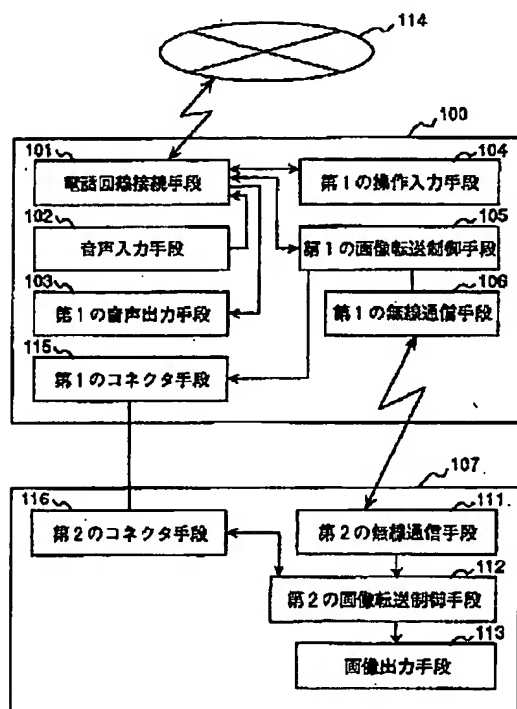 114
100
101
電話回線接続手段
104
第1の操作入力手段
102
音声入力手段
105
第1の画像転送制御手段
103
第1の音声出力手段
106
第1の無線通信手段
115
第1のコネクタ手段
107
116
第2のコネクタ手段
111
第2の無線通信手段
112
第2の画像転送制御手段
113
画像出力手段